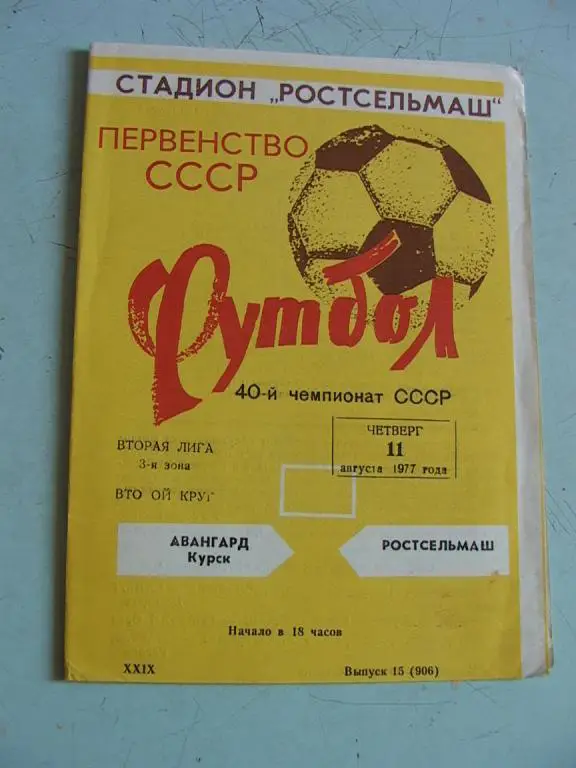 СТАДИОН „РОСТСЕЛЬМАШ“
ПЕРВЕНСТВО
СССР
Футбол
40-й чемпионат СССР
ЧЕТВЕРГ
11
августа 1977 года
ВТОРАЯ ЛИГА
3-я зона
ВТО ОЙ КРУГ
АВАНГАРД
Курск
РОСТСЕЛЬМАШ
Начало в 18 часов
XXIX
Выпуск 15 (906)